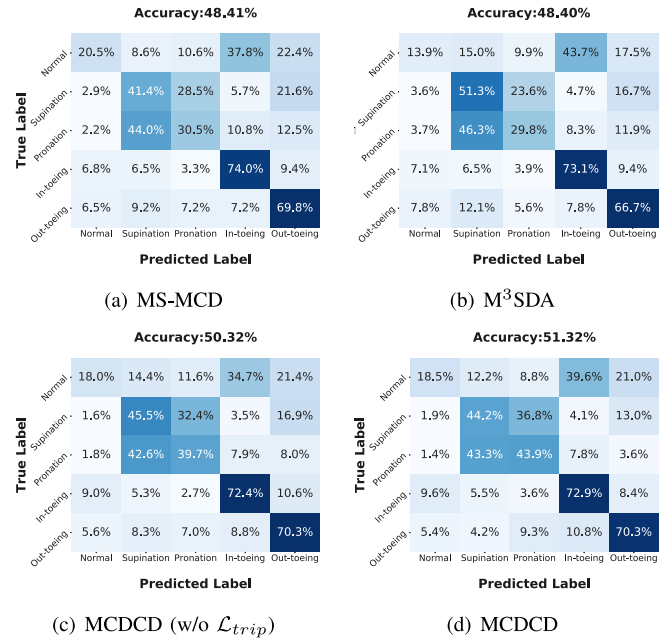 Accuracy:48.41%
True Label
Normal 20.5% 8.6% 10.6% 37.8% 22.4%
Supination 2.9% 41.4% 28.5% 5.7% 21.6%
Pronation 2.2% 44.0% 30.5% 10.8% 12.5%
In-toeing 6.8% 6.5% 3.3% 74.0% 9.4%
Out-toeing 6.5% 9.2% 7.2% 7.2% 69.8%
Normal Supination Pronation In-toeing Out-toeing
Predicted Label
(a) MS-MCD
Accuracy:48.40%
True Label
Normal 13.9% 15.0% 9.9% 43.7% 17.5%
Supination 3.6% 51.3% 23.6% 4.7% 16.7%
Pronation 3.7% 46.3% 29.8% 8.3% 11.9%
In-toeing 7.1% 6.5% 3.9% 73.1% 9.4%
Out-toeing 7.8% 12.1% 5.6% 7.8% 66.7%
Normal Supination Pronation In-toeing Out-toeing
Predicted Label
(b) M³SDA
Accuracy:50.32%
True Label
Normal 18.0% 14.4% 11.6% 34.7% 21.4%
Supination 1.6% 45.5% 32.4% 3.5% 16.9%
Pronation 1.8% 42.6% 39.7% 7.9% 8.0%
In-toeing 9.0% 5.3% 2.7% 72.4% 10.6%
Out-toeing 5.6% 8.3% 7.0% 8.8% 70.3%
Normal Supination Pronation In-toeing Out-toeing
Predicted Label
(c) MCDCD (w/o ℒtrip)
Accuracy:51.32%
True Label
Normal 18.5% 12.2% 8.8% 39.6% 21.0%
Supination 1.9% 44.2% 36.8% 4.1% 13.0%
Pronation 1.4% 43.3% 43.9% 7.8% 3.6%
In-toeing 9.6% 5.5% 3.6% 72.9% 8.4%
Out-toeing 5.4% 4.2% 9.3% 10.8% 70.3%
Normal Supination Pronation In-toeing Out-toeing
Predicted Label
(d) MCDCD